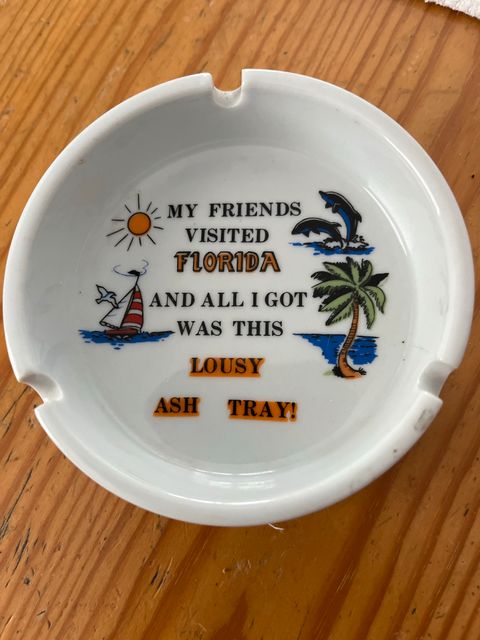 MY FRIENDS
VISITED
FLORIDA
AND ALL I GOT
WAS THIS
LOUSY
ASH TRAY!